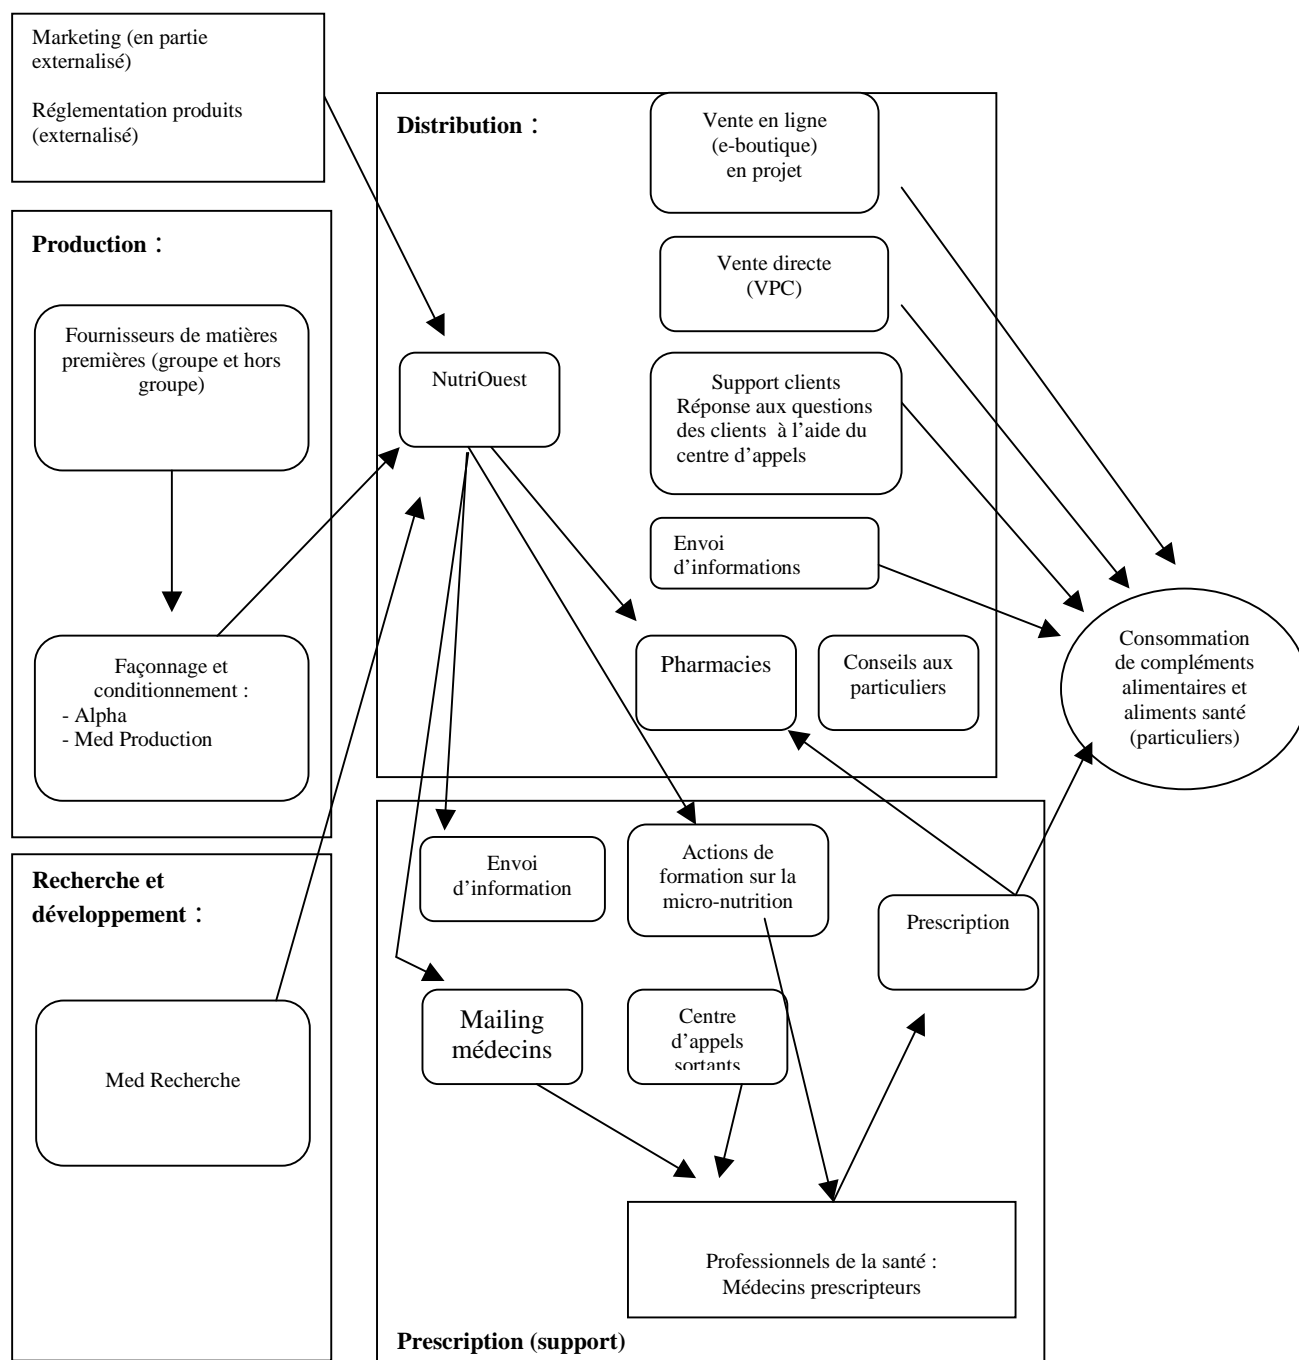 Marketing (en partie
externalisé)
Réglementation produits
(externalisé)
Distribution :
Vente en ligne
(e-boutique)
en projet
Production :
Vente directe
(VPC)
Fournisseurs de matières
premières (groupe et hors
groupe)
NutriOuest
Support clients
Réponse aux questions
des clients à l’aide du
centre d’appels
Envoi
d’informations
Façonnage et
conditionnement :
- Alpha
- Med Production
Pharmacies
Conseils aux
particuliers
Consommation
de compléments
alimentaires et
aliments santé
(particuliers)
Recherche et
développement :
Envoi
d’information
Actions de
formation sur la
micro-nutrition
Prescription
Med Recherche
Mailing
médecins
Centre
d’appels
sortants
Professionnels de la santé :
Médecins prescripteurs
Prescription (support)